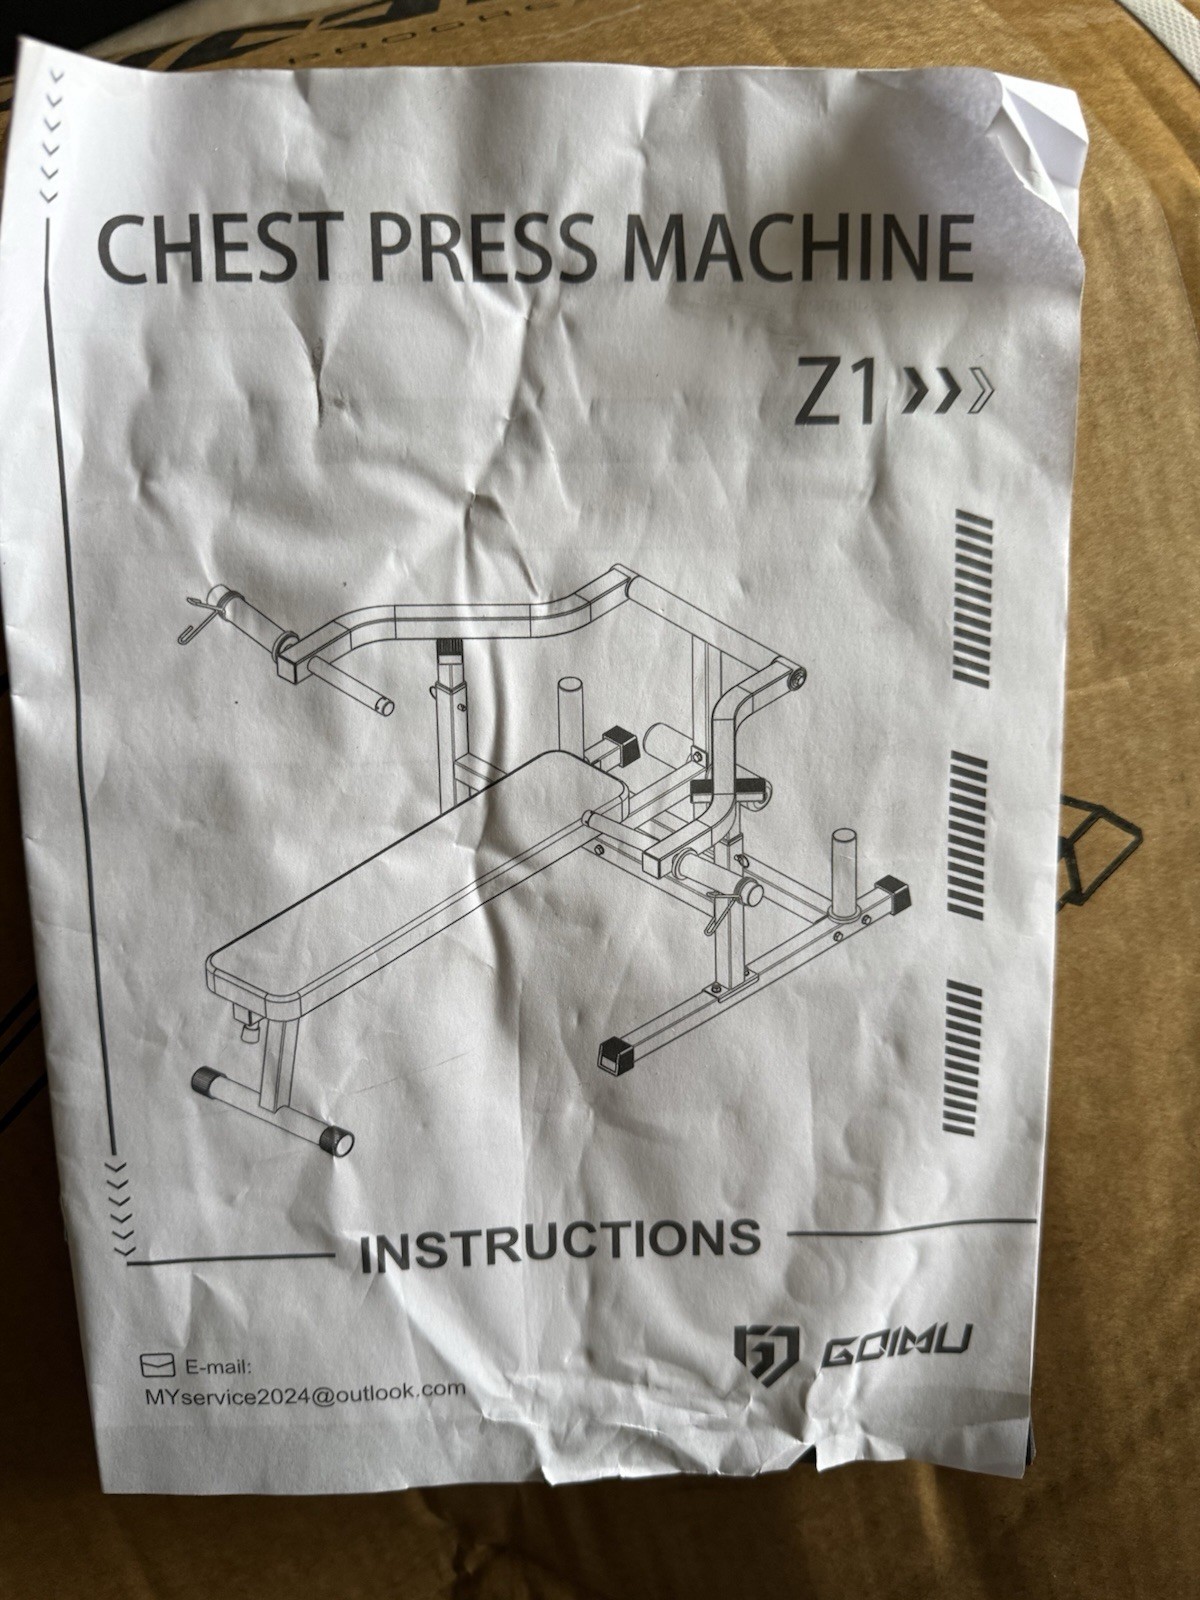 CHEST PRESS MACHINE
Z1
INSTRUCTIONS
GOIMU
E-mail:
MYservice2024@outlook.com